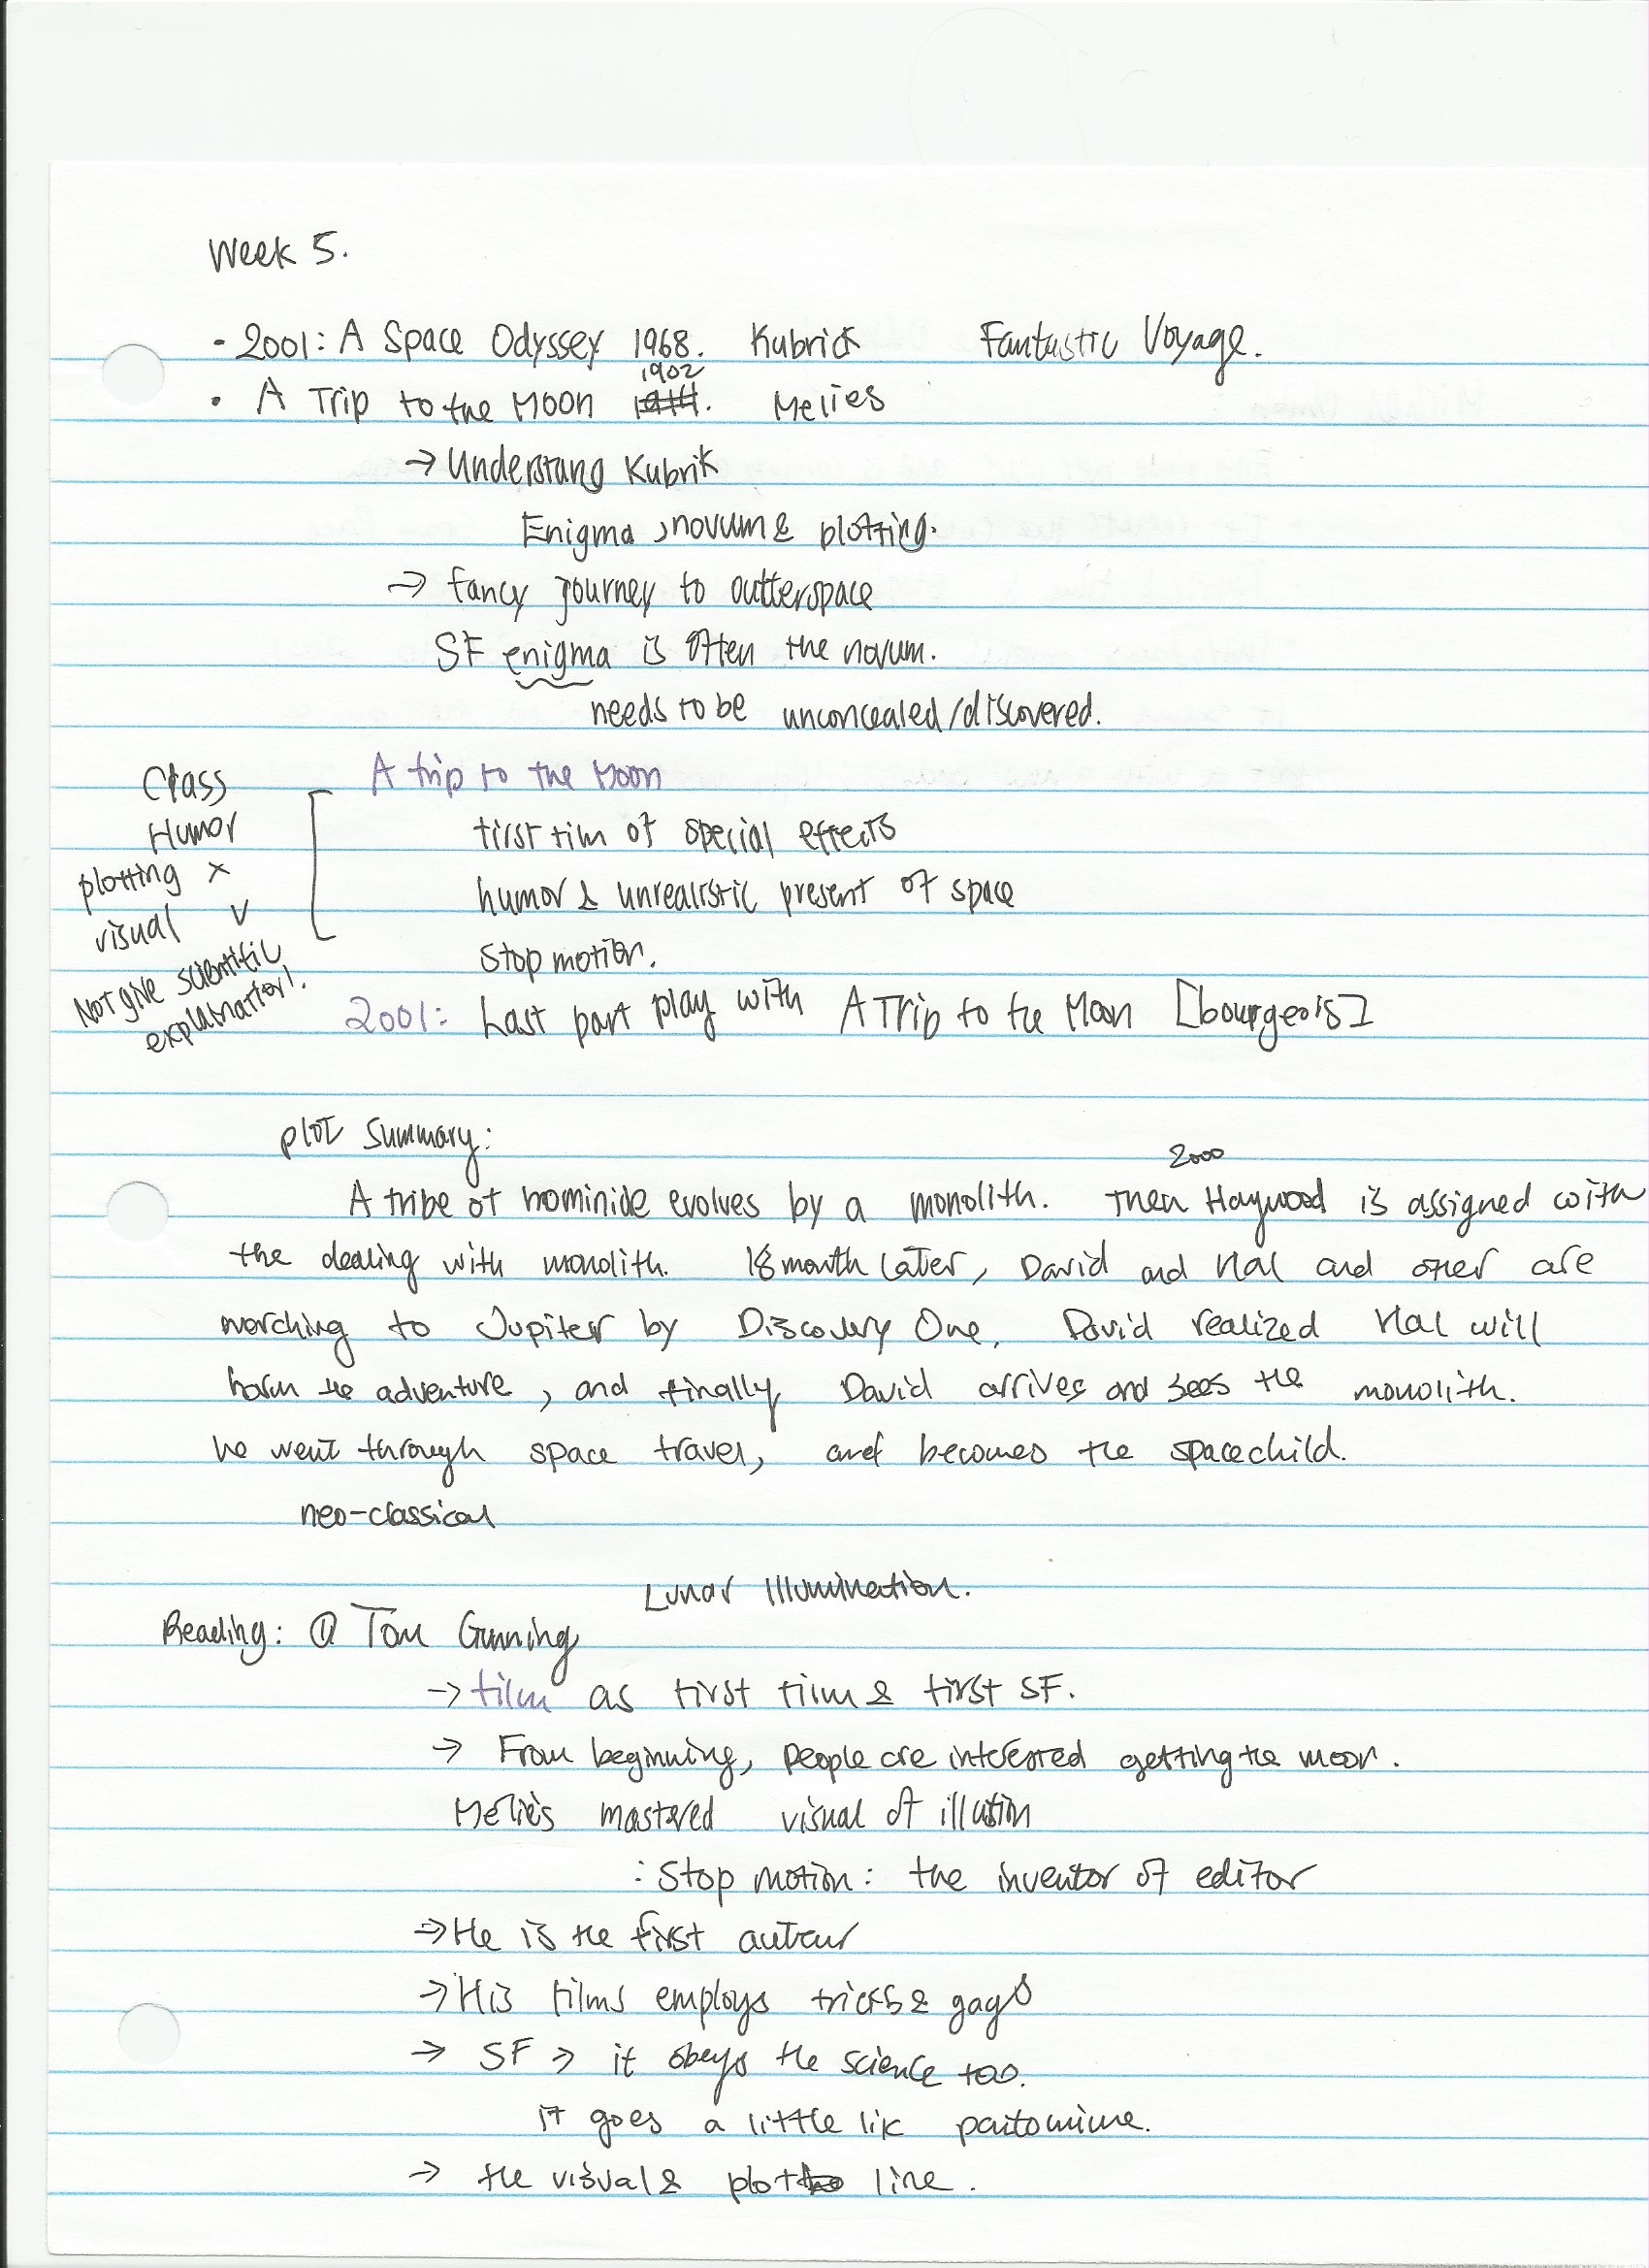 Week 5.
- 2001: A Space Odyssey 1968. Kubrick Fantastic Voyage.
1902
• A Trip to the Moon 1914. Melies
→ Understang Kubrik
Enigma, novum & plotting.
→ fancy journey to outterspace
SF enigma is often the novum.
needs to be unconcealed/discovered.
Class
A trip to the Moon
Humor
first film of special effects
plotting x
humor & unrealistic present of space
visual v
Stop motion.
Not give scientific
explaination!
2001: Last part play with A Trip to the Moon [bourgeois]
plot summary:
2000
A tribe of hominide evolves by a monolith. Then Haywood is assigned with
the dealing with monolith. 18 month later, David and Hal and other are
marching to Jupiter by Discovery One. David realized Hal will
harm the adventure, and finally David arrives and sees the monolith.
he went through space travel, and becomes the spacechild.
neo-classical
Lunar Illumination.
Reading: ① Tom Gunning
→ film as first film & first SF.
→ From beginning, people are interested getting the moon.
Melies mastered visual of illution
: Stop motion: the inventor of editor
→ He is the first auteur
→ His films employs tricks & gags
→ SF → it obeys the science too.
it goes a little lik pantomime.
→ the visual & plot line.